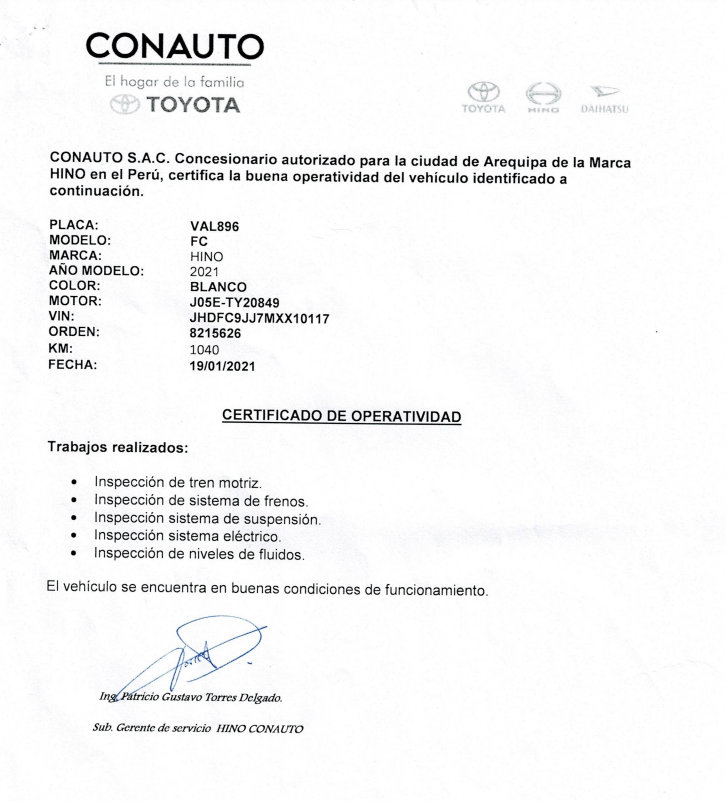 CONAUTO
El hogar de la familia
TOYOTA
TOYOTA HINO DAIHATSU
CONAUTO S.A.C. Concesionario autorizado para la ciudad de Arequipa de la Marca
HINO en el Perú, certifica la buena operatividad del vehículo identificado a
continuación.
PLACA: VAL896
MODELO: FC
MARCA: HINO
AÑO MODELO: 2021
COLOR: BLANCO
MOTOR: J05E-TY20849
VIN: JHDFC9JJ7MXX10117
ORDEN: 8215626
KM: 1040
FECHA: 19/01/2021
CERTIFICADO DE OPERATIVIDAD
Trabajos realizados:
• Inspección de tren motriz.
• Inspección de sistema de frenos.
• Inspección sistema de suspensión.
• Inspección sistema eléctrico.
• Inspección de niveles de fluidos.
El vehículo se encuentra en buenas condiciones de funcionamiento.
Ing. Patricio Gustavo Torres Delgado.
Sub. Gerente de servicio HINO CONAUTO